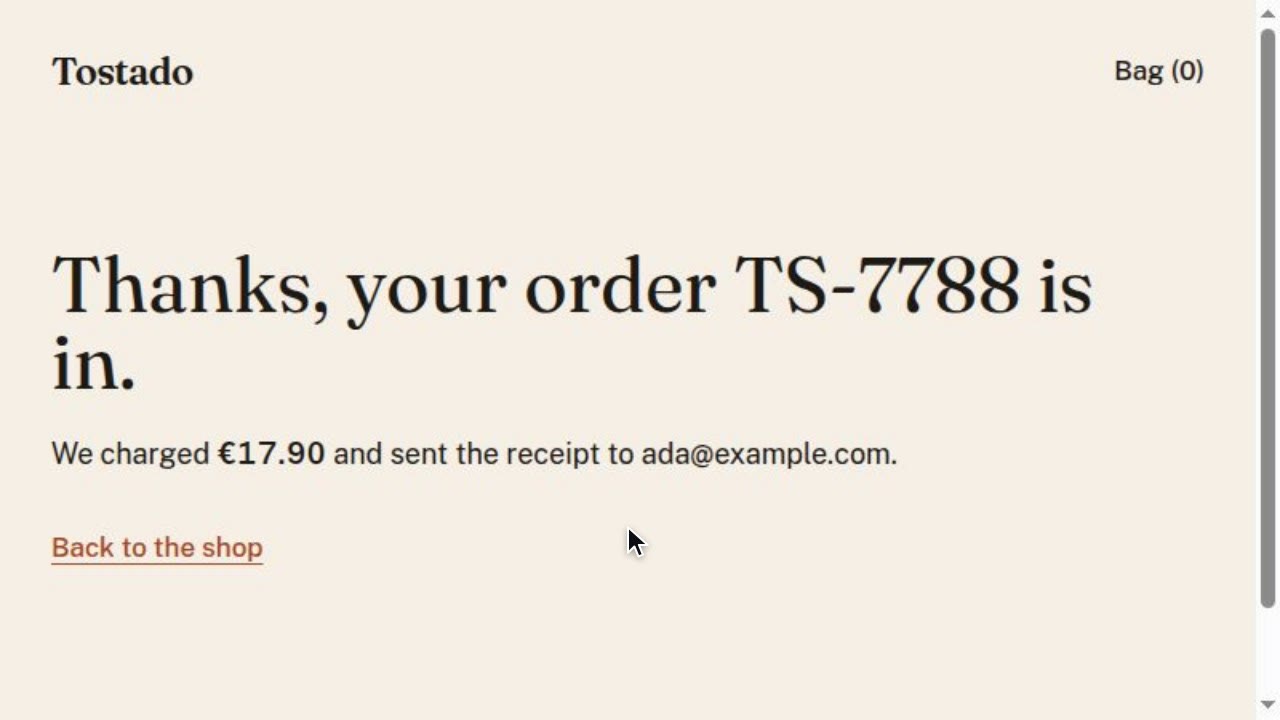 Tostado
Bag (0)
Thanks, your order TS-7788 is
in.
We charged €17.90 and sent the receipt to ada@example.com.
Back to the shop